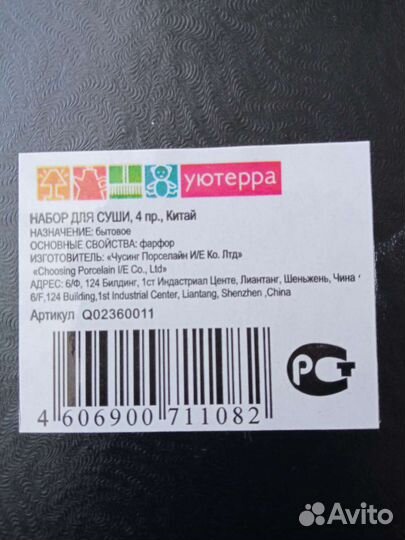 уютерра
НАБОР ДЛЯ СУШИ, 4 пр., Китай
НАЗНАЧЕНИЕ: бытовое
ОСНОВНЫЕ СВОЙСТВА: фарфор
ИЗГОТОВИТЕЛЬ: «Чусинг Порселайн И/Е Ко. Лтд»
«Choosing Porcelain I/E Co., Ltd»
АДРЕС: 6/Ф, 124 Билдинг, 1ст Индастриал Центе, Лиантанг, Шеньжень, Чина
6/F,124 Building,1st Industrial Center, Liantang, Shenzhen ,China
Артикул Q02360011
РСТ
4 606900 711082
Avito